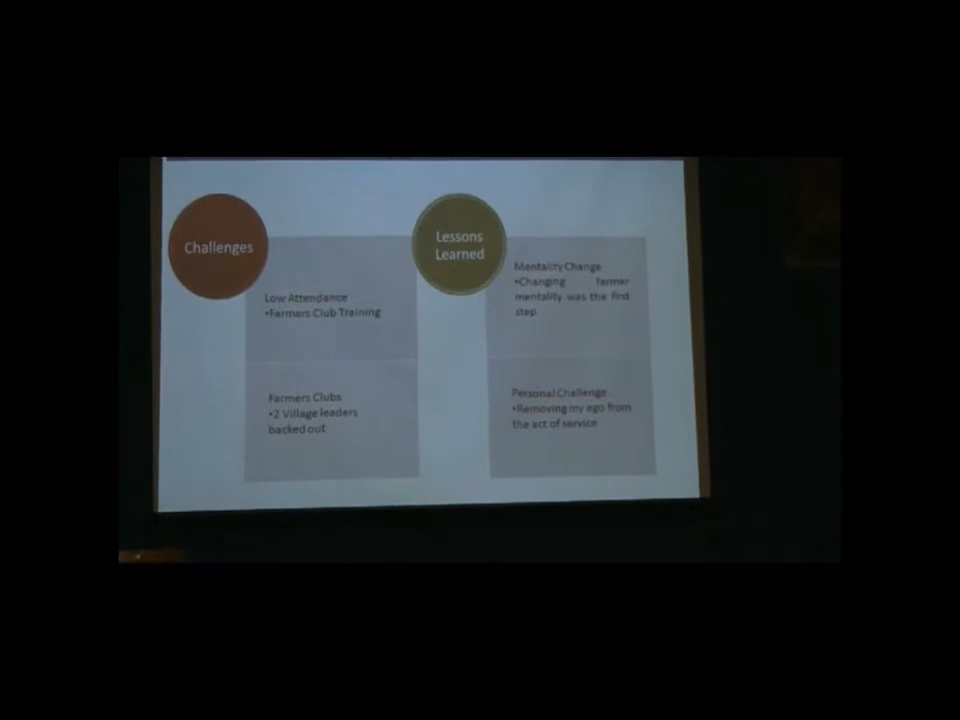 Challenges
Low Attendance
•Farmers Club Training
Farmers Clubs
•2 Village leaders
backed out
Lessons
Learned
Mentality Change
•Changing farmer
mentality was the first
step
Personal Challenge
•Removing my ego from
the act of service